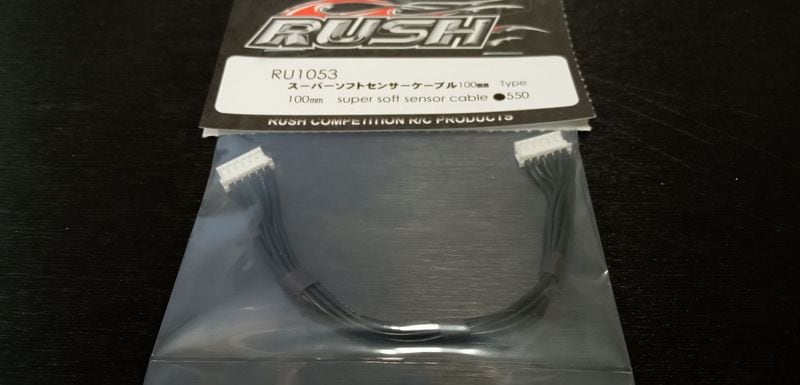 RUSH
RU1053
スーパーソフトセンサーケーブル100mm Type
100mm super soft sensor cable ●550
RUSH COMPETITION R/C PRODUCTS